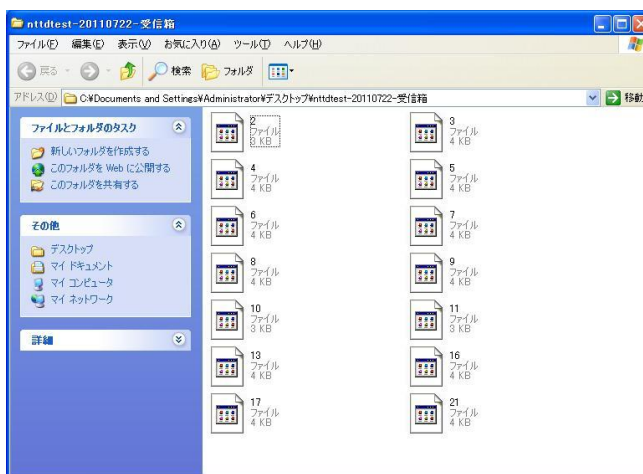 nttdtest-20110722-受信箱
ファイル(F) 編集(E) 表示(V) お気に入り(A) ツール(T) ヘルプ(H)
戻る 検索 フォルダ
アドレス(D) C:¥Documents and Settings¥Administrator¥デスクトップ¥nttdtest-20110722-受信箱 移動
ファイルとフォルダのタスク
新しいフォルダを作成する
このフォルダを Web に公開する
このフォルダを共有する
その他
デスクトップ
マイ ドキュメント
マイ コンピュータ
マイ ネットワーク
詳細
2
ファイル
3 KB
3
ファイル
4 KB
4
ファイル
4 KB
5
ファイル
4 KB
6
ファイル
4 KB
7
ファイル
4 KB
8
ファイル
4 KB
9
ファイル
4 KB
10
ファイル
3 KB
11
ファイル
3 KB
13
ファイル
4 KB
16
ファイル
4 KB
17
ファイル
4 KB
21
ファイル
4 KB